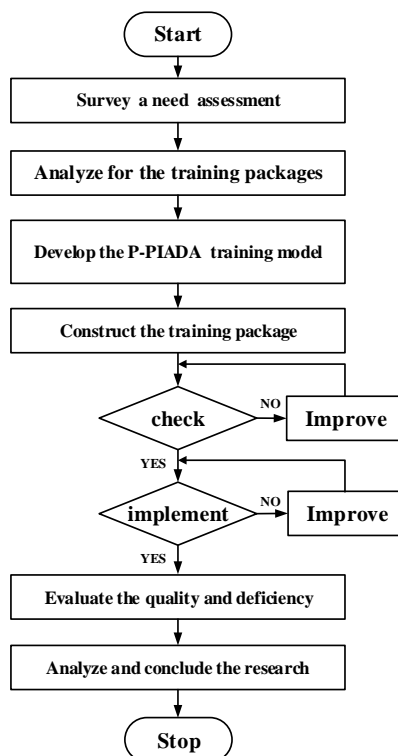 Start
Survey a need assessment
Analyze for the training packages
Develop the P-PIADA training model
Construct the training package
check
NO
Improve
YES
implement
NO
Improve
YES
Evaluate the quality and deficiency
Analyze and conclude the research
Stop